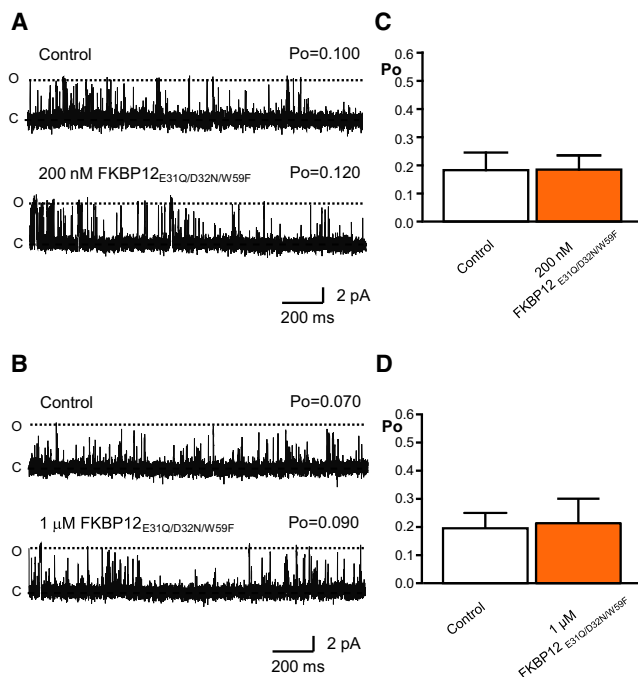 A
Control Po=0.100
O
C
200 nM FKBP12E31Q/D32N/W59F Po=0.120
O
C
2 pA
200 ms
C
0.6
Po
0.5
0.4
0.3
0.2
0.1
0.0
Control
200 nM
FKBP12 E31Q/D32N/W59F
B
Control Po=0.070
O
C
1 µM FKBP12E31Q/D32N/W59F Po=0.090
O
C
2 pA
200 ms
D
0.6
Po
0.5
0.4
0.3
0.2
0.1
0.0
Control
1 µM
FKBP12 E31Q/D32N/W59F